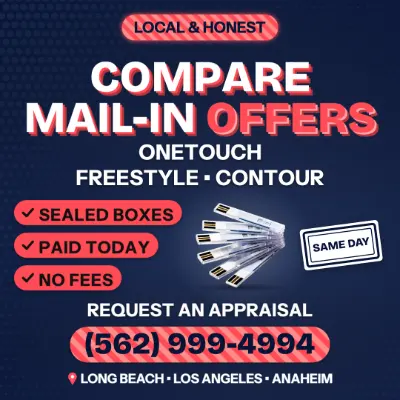 LOCAL & HONEST
COMPARE
MAIL-IN OFFERS
ONETOUCH
FREESTYLE ▪ CONTOUR
✓ SEALED BOXES
✓ PAID TODAY
✓ NO FEES
SAME DAY
REQUEST AN APPRAISAL
(562) 999-4994
LONG BEACH ▪ LOS ANGELES ▪ ANAHEIM